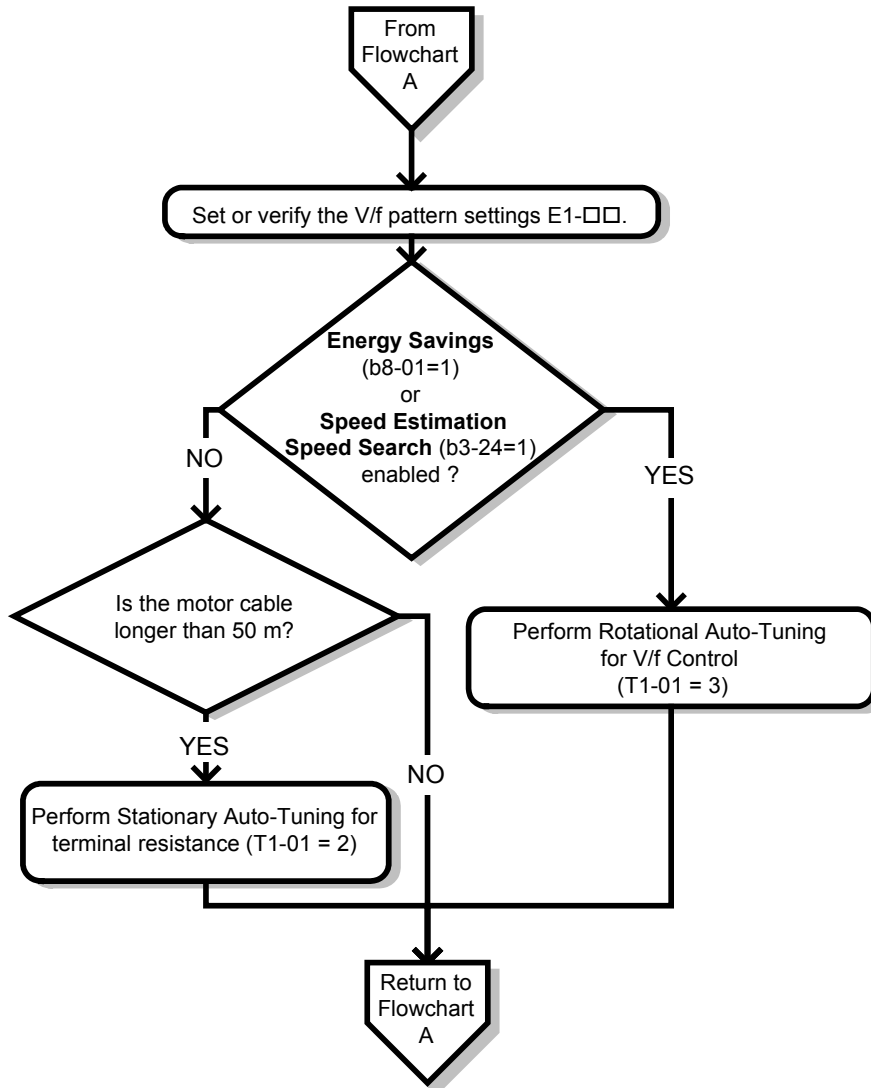 From
Flowchart
A
Set or verify the V/f pattern settings E1-□□.
Energy Savings
(b8-01=1)
or
Speed Estimation
Speed Search (b3-24=1)
enabled ?
NO
YES
Is the motor cable
longer than 50 m?
Perform Rotational Auto-Tuning
for V/f Control
(T1-01 = 3)
YES
NO
Perform Stationary Auto-Tuning for
terminal resistance (T1-01 = 2)
Return to
Flowchart
A